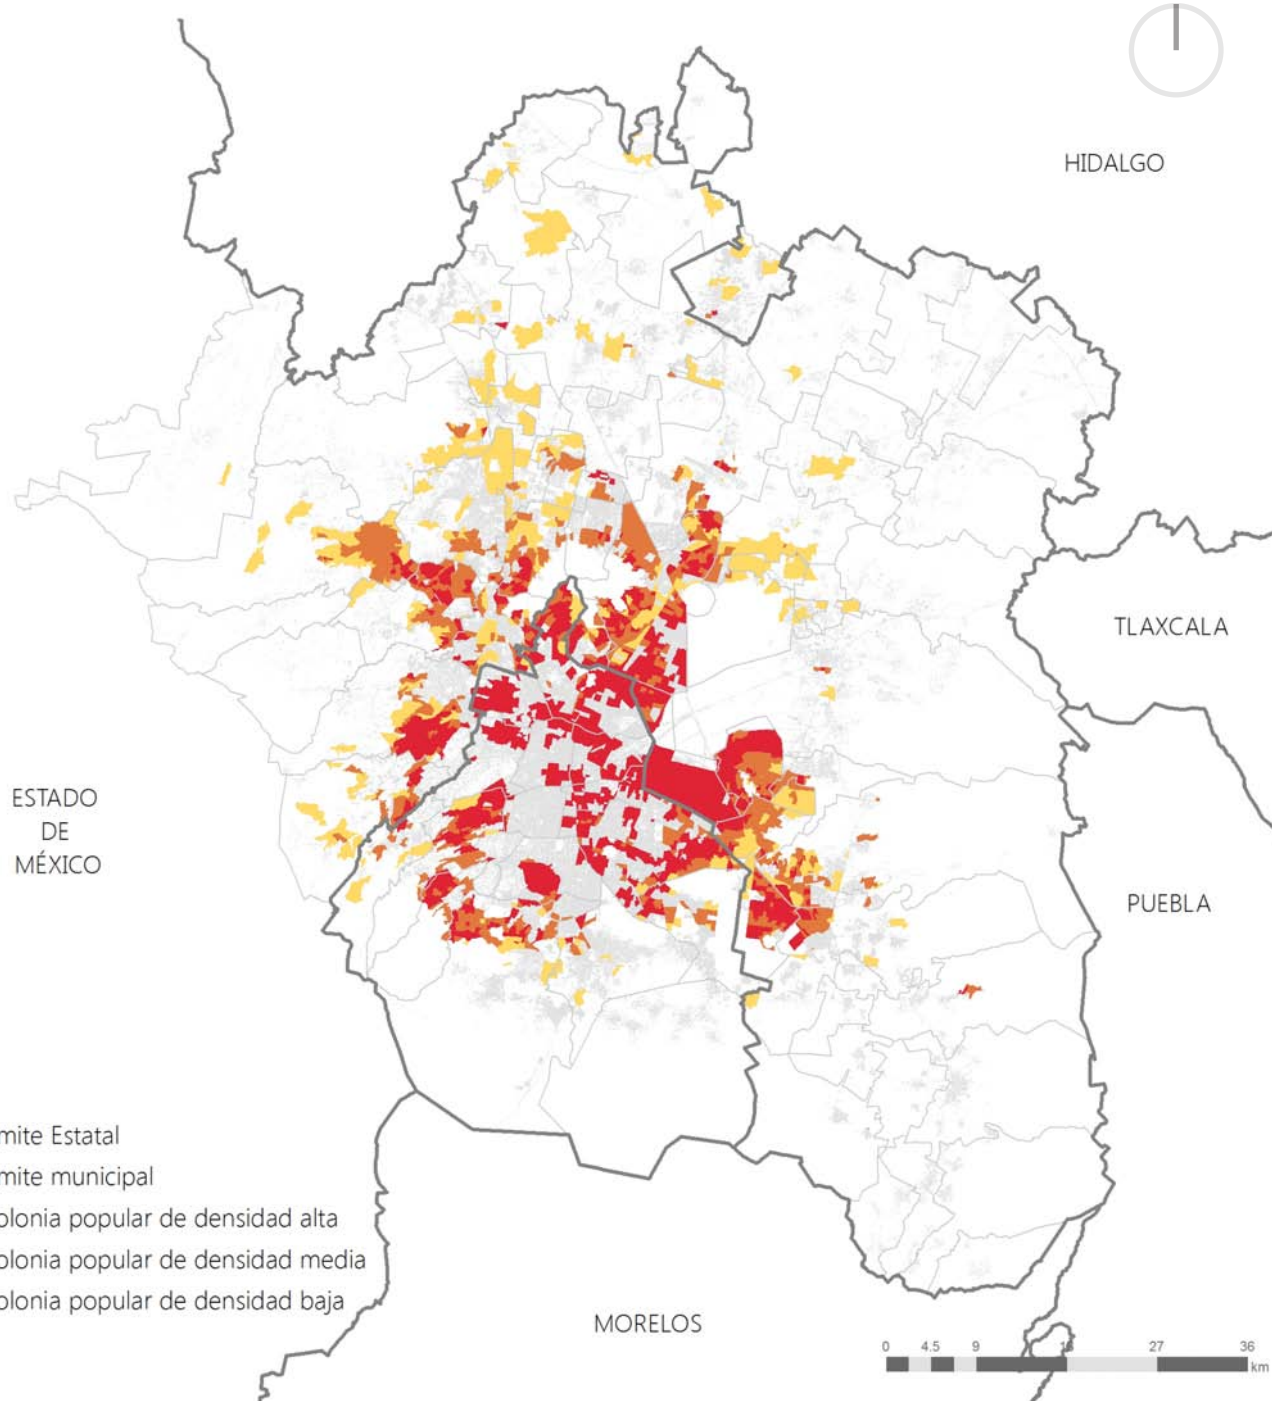 HIDALGO
TLAXCALA
ESTADO
DE
MÉXICO
PUEBLA
mite Estatal
mite municipal
olonia popular de densidad alta
olonia popular de densidad media
olonia popular de densidad baja
MORELOS
0 4.5 9 18 27 36
km